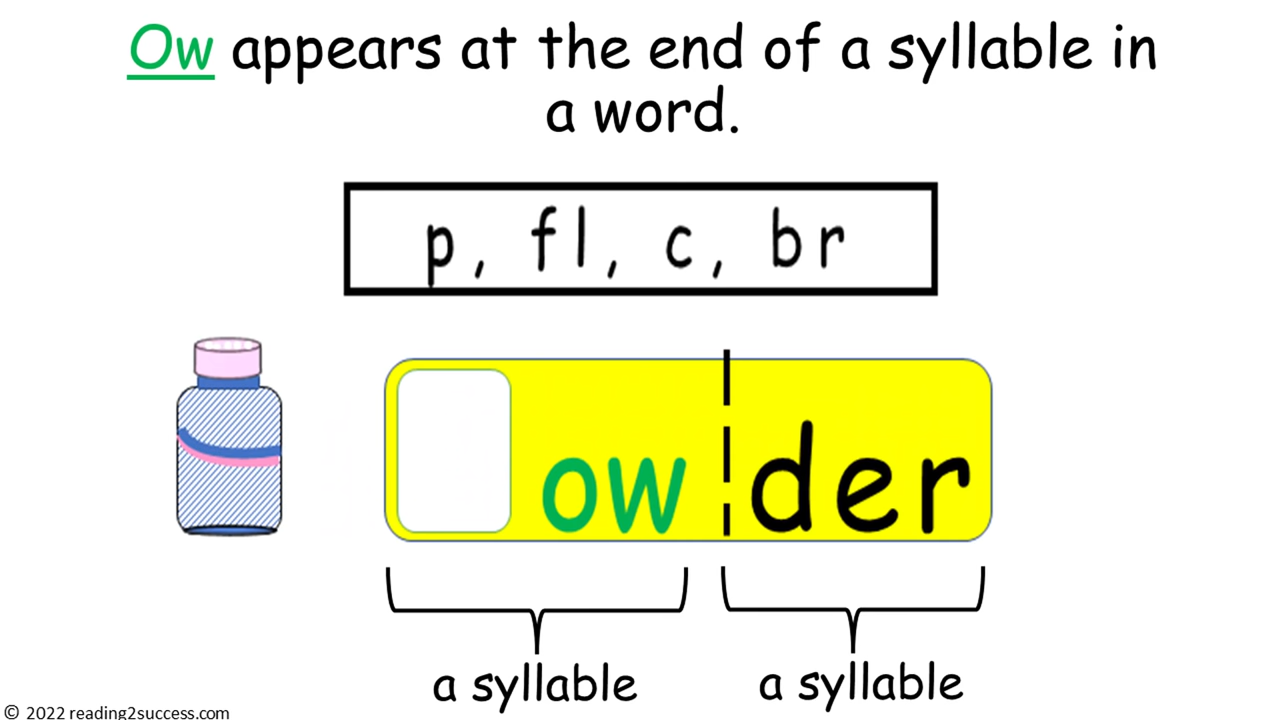 Ow appears at the end of a syllable in
a word.
p, fl, c, br
ow der
a syllable a syllable
© 2022 reading2success.com